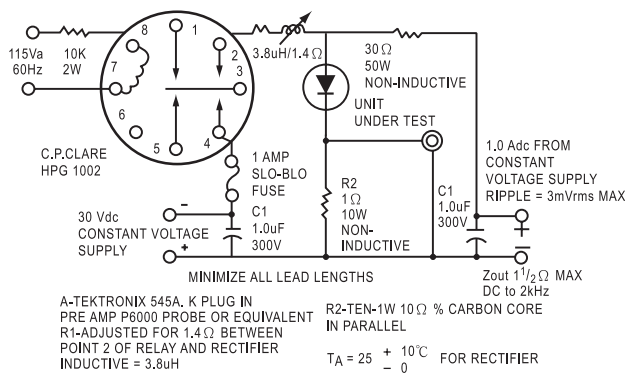 115Va
60Hz
10K
2W
8
1
2
7
3
6
5
4
3.8uH/1.4Ω
30Ω
50W
NON-INDUCTIVE
UNIT
UNDER TEST
C.P.CLARE
HPG 1002
1 AMP
SLO-BLO
FUSE
1.0 Adc FROM
CONSTANT
VOLTAGE SUPPLY
RIPPLE = 3mVrms MAX
R2
1Ω
10W
NON-
INDUCTIVE
C1
1.0uF
300V
30 Vdc
CONSTANT VOLTAGE
SUPPLY
−
+
C1
1.0uF
300V
+
−
MINIMIZE ALL LEAD LENGTHS
Zout 1 1/2 Ω MAX
DC to 2kHz
A-TEKTRONIX 545A. K PLUG IN
PRE AMP P6000 PROBE OR EQUIVALENT
R1-ADJUSTED FOR 1.4Ω BETWEEN
POINT 2 OF RELAY AND RECTIFIER
INDUCTIVE = 3.8uH
R2-TEN-1W 10Ω % CARBON CORE
IN PARALLEL
TA = 25 + 10℃ FOR RECTIFIER
− 0